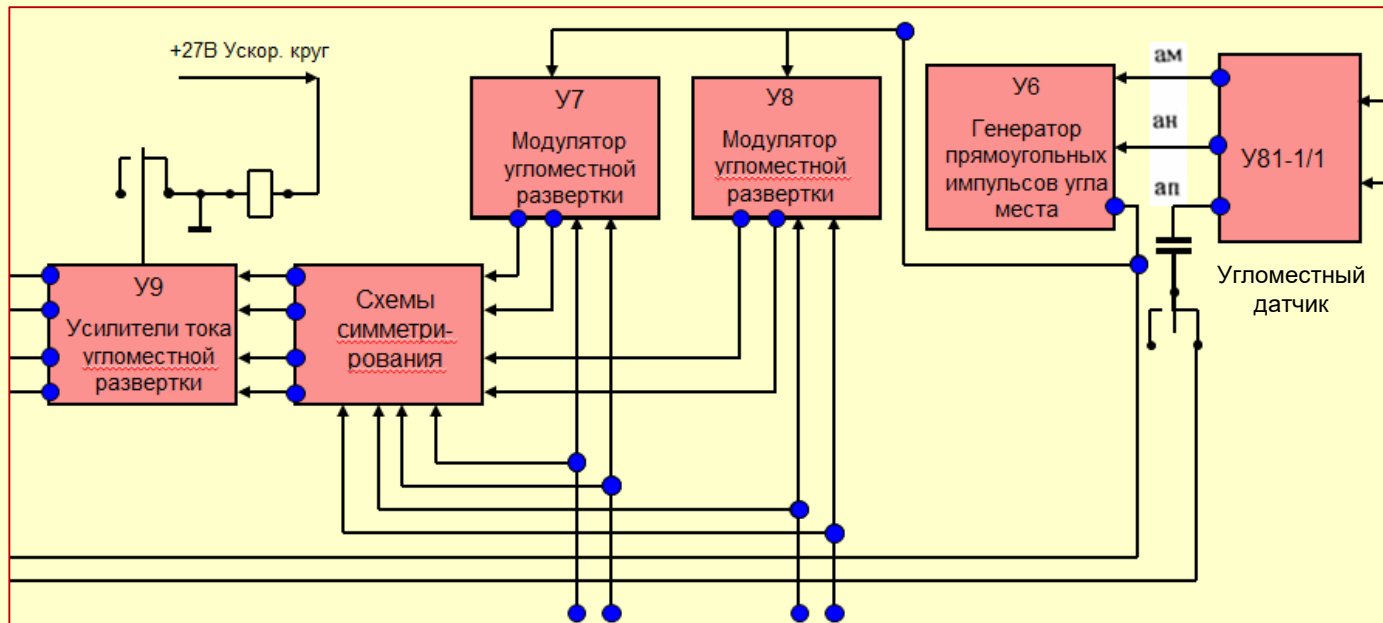 +27В Ускор. круг
У7
Модулятор
угломестной
развертки
У8
Модулятор
угломестной
развертки
У6
Генератор
прямоугольных
импульсов угла
места
ам
ан
ап
У81-1/1
Угломестный
датчик
У9
Усилители тока
угломестной
развертки
Схемы
симметри-
рования